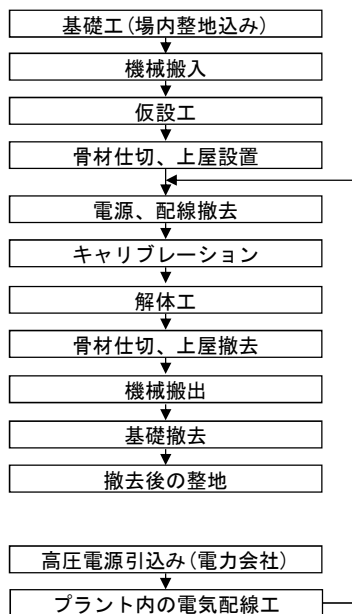 基礎工(場内整地込み)
機械搬入
仮設工
骨材仕切、上屋設置
電源、配線撤去
キャリブレーション
解体工
骨材仕切、上屋撤去
機械搬出
基礎撤去
撤去後の整地
高圧電源引込み(電力会社)
プラント内の電気配線工